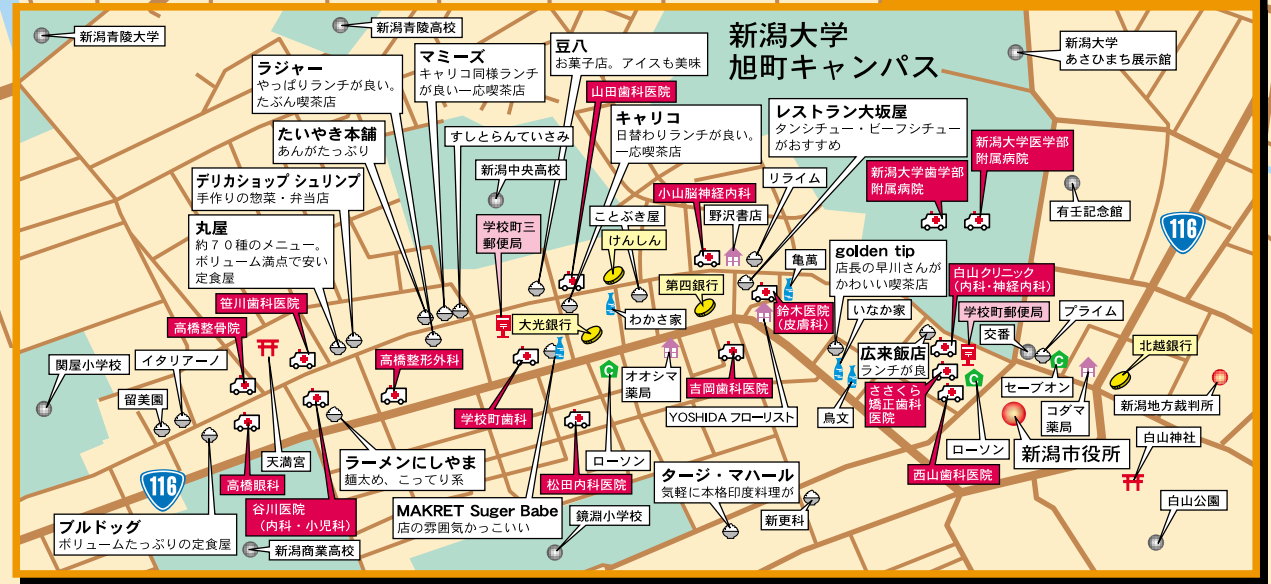 新潟青陵大学
新潟青陵高校
マミーズ
キャリコ同様ランチ
が良い一応喫茶店
豆八
お菓子店。アイスも美味
新潟大学
旭町キャンパス
新潟大学
あさひまち展示館
ラジャー
やっぱりランチが良い。
たぶん喫茶店
山田歯科医院
キャリコ
日替わりランチが良い。
一応喫茶店
レストラン大坂屋
タンシチュー・ビーフシチュー
がおすすめ
たいやき本舗
あんがたっぷり
すしとらんていさみ
新潟中央高校
新潟大学医学部
附属病院
新潟大学歯学部
附属病院
デリカショップ シュリンプ
手作りの惣菜・弁当店
小山脳神経内科
リライム
野沢書店
有壬記念館
丸屋
約70種のメニュー。
ボリューム満点で安い
定食屋
学校町三
郵便局
ことぶき屋
けんしん
116
亀萬
golden tip
店長の早川さんが
かわいい喫茶店
白山クリニック
(内科・神経内科)
第四銀行
笹川歯科医院
高橋整骨院
大光銀行
わかさ家
鈴木医院
(皮膚科)
いなか家
学校町郵便局
プライム
交番
北越銀行
関屋小学校
イタリアーノ
高橋整形外科
広来飯店
ランチが良
オオシマ
薬局
吉岡歯科医院
セーブオン
留美園
学校町歯科
YOSHIDA フローリスト
鳥文
ささくら
矯正歯科
医院
コダマ
薬局
新潟地方裁判所
天満宮
ラーメンにしやま
麺太め、こってり系
ローソン
ローソン
新潟市役所
白山神社
116
高橋眼科
松田内科医院
タージ・マハール
気軽に本格印度料理が
西山歯科医院
谷川医院
(内科・小児科)
MAKRET Suger Babe
店の雰囲気かっこいい
鏡淵小学校
新更科
白山公園
ブルドッグ
ボリュームたっぷりの定食屋
新潟商業高校